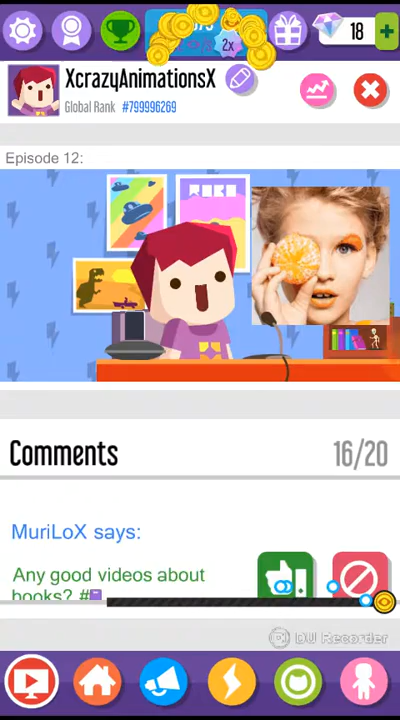 2x
18
XcrazyAnimationsX
Global Rank #799996269
Episode 12:
Comments 16/20
MuriLoX says:
Any good videos about
books? #
DU Recorder